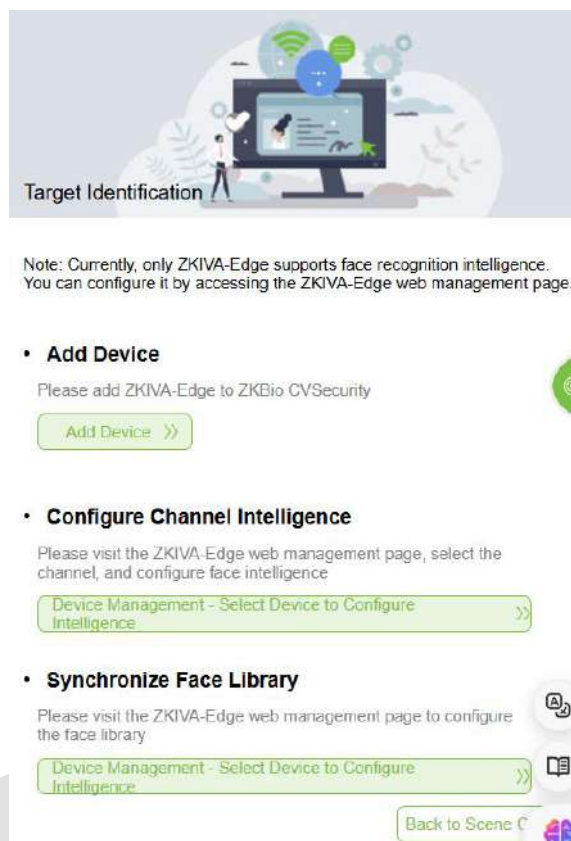 Target Identification
Note: Currently, only ZKIVA-Edge supports face recognition intelligence.
You can configure it by accessing the ZKIVA-Edge web management page.
• Add Device
Please add ZKIVA-Edge to ZKBio CVSecurity
Add Device
• Configure Channel Intelligence
Please visit the ZKIVA-Edge web management page, select the
channel, and configure face intelligence
Device Management - Select Device to Configure
Intelligence
• Synchronize Face Library
Please visit the ZKIVA-Edge web management page to configure
the face library
Device Management - Select Device to Configure
Intelligence
Back to Scene